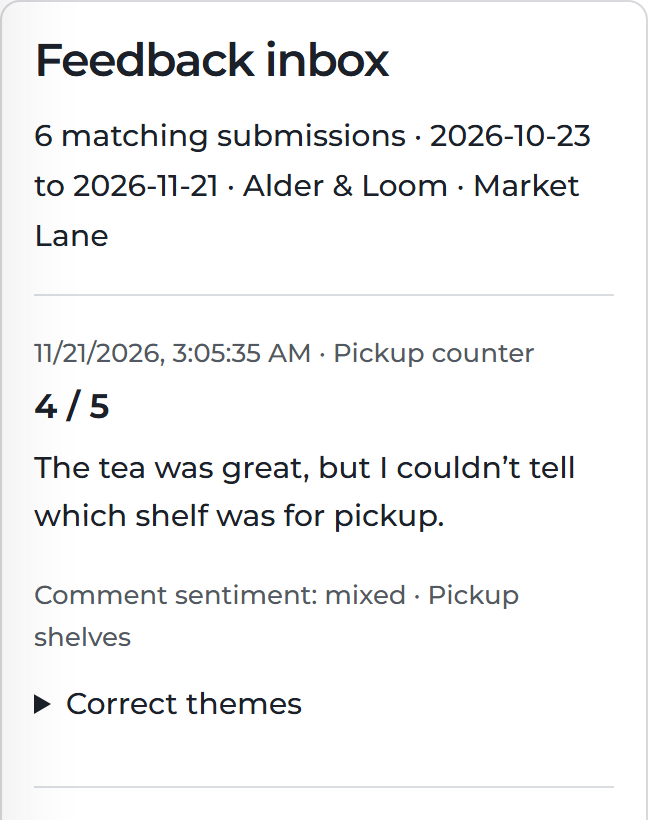 Feedback inbox
6 matching submissions · 2026-10-23
to 2026-11-21 · Alder & Loom · Market
Lane
11/21/2026, 3:05:35 AM · Pickup counter
4 / 5
The tea was great, but I couldn’t tell
which shelf was for pickup.
Comment sentiment: mixed · Pickup
shelves
Correct themes